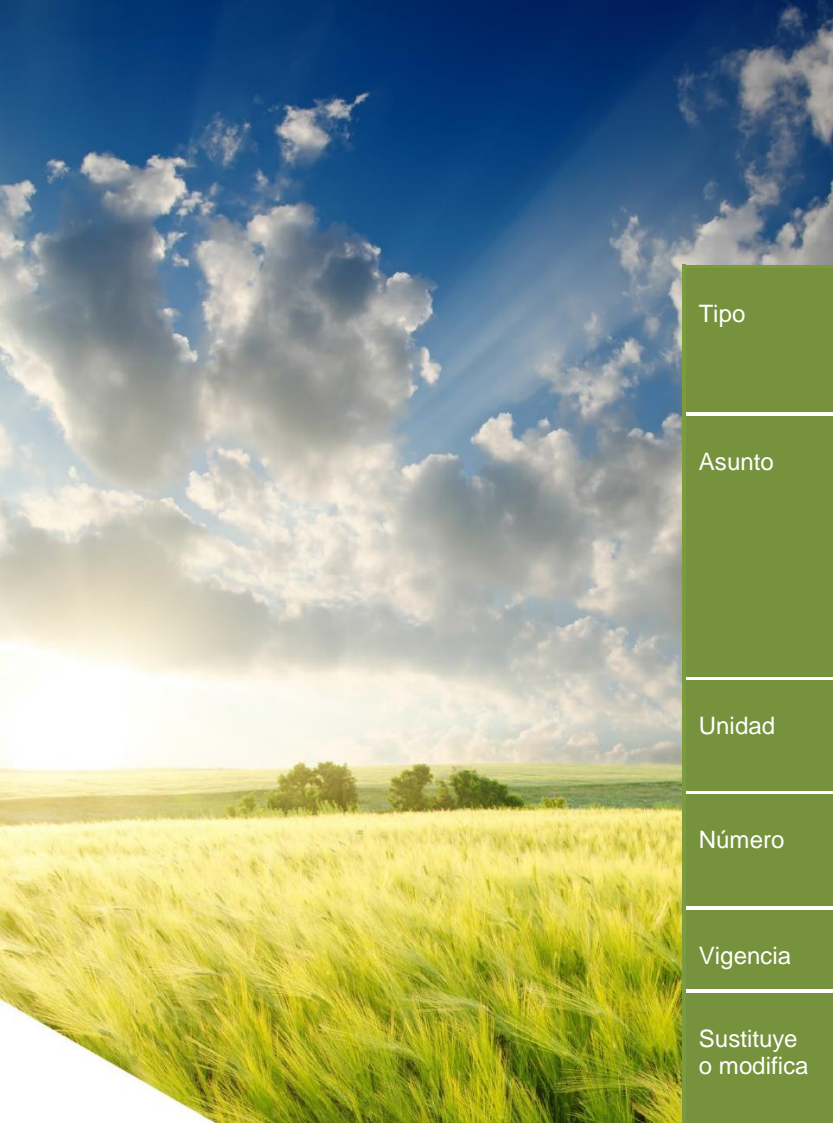 Tipo
Asunto
Unidad
Número
Vigencia
Sustituye
o modifica